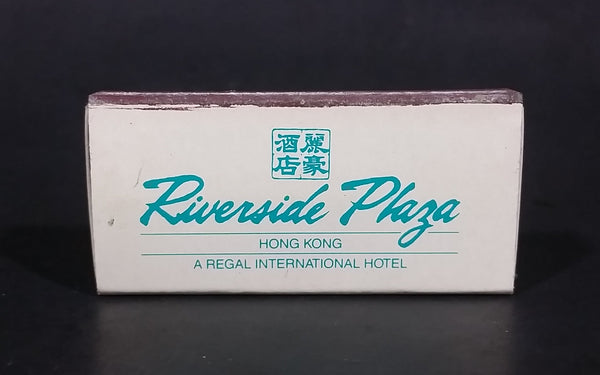 麗豪
酒店
Riverside Plaza
HONG KONG
A REGAL INTERNATIONAL HOTEL